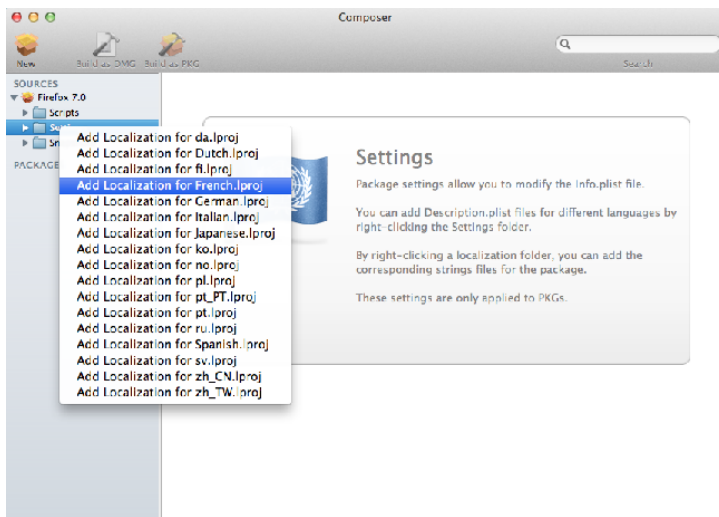 Composer
New
Build as DMG
Build as PKG
Search
SOURCES
Firefox 7.0
Scripts
PACKAGE
Add Localization for da.lproj
Add Localization for Dutch.lproj
Add Localization for fi.lproj
Add Localization for French.lproj
Add Localization for German.lproj
Add Localization for Italian.lproj
Add Localization for Japanese.lproj
Add Localization for ko.lproj
Add Localization for no.lproj
Add Localization for pl.lproj
Add Localization for pt_PT.lproj
Add Localization for pt.lproj
Add Localization for ru.lproj
Add Localization for Spanish.lproj
Add Localization for sv.lproj
Add Localization for zh_CN.lproj
Add Localization for zh_TW.lproj
Settings
Package settings allow you to modify the Info.plist file.
You can add Description.plist files for different languages by
right-clicking the Settings folder.
By right-clicking a localization folder, you can add the
corresponding strings files for the package.
These settings are only applied to PKGs.